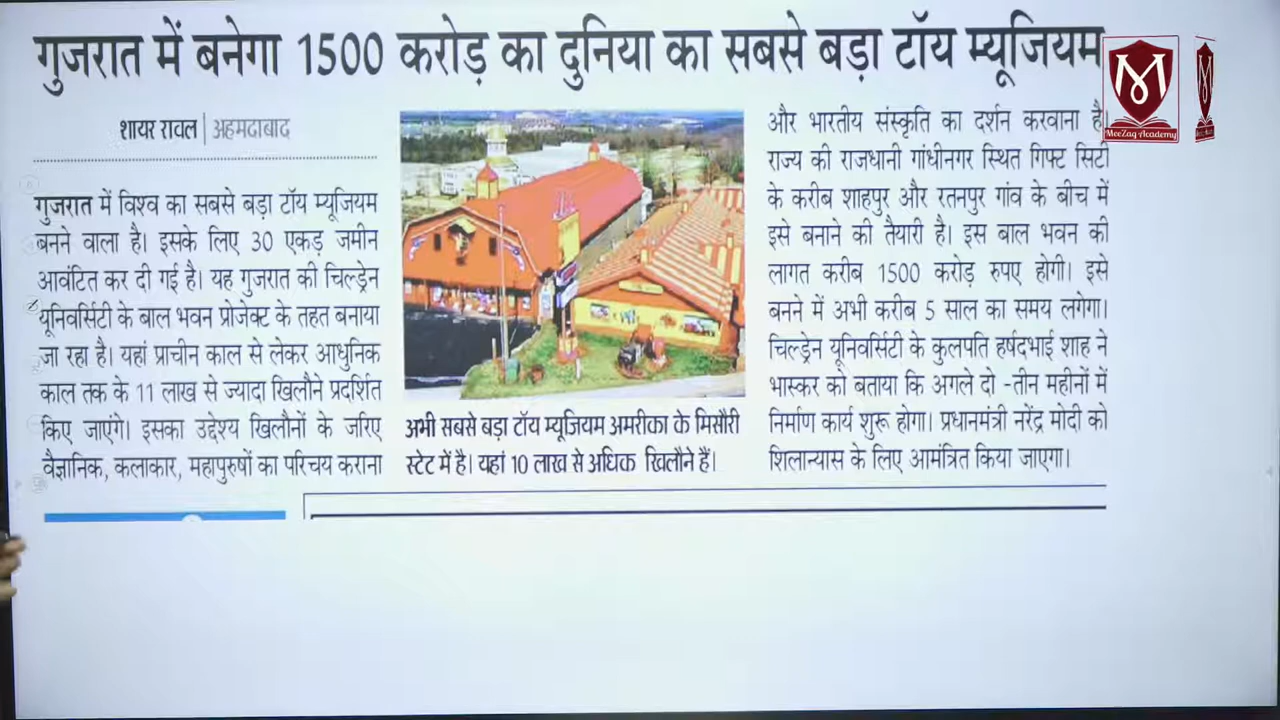 गुजरात में बनेगा 1500 करोड़ का दुनिया का सबसे बड़ा टॉय म्यूजियम
शायर रावल | अहमदाबाद
गुजरात में विश्व का सबसे बड़ा टॉय म्यूजियम
बनने वाला है। इसके लिए 30 एकड़ जमीन
आवंटित कर दी गई है। यह गुजरात की चिल्ड्रेन
यूनिवर्सिटी के बाल भवन प्रोजेक्ट के तहत बनाया
जा रहा है। यहां प्राचीन काल से लेकर आधुनिक
काल तक के 11 लाख से ज्यादा खिलौने प्रदर्शित
किए जाएंगे। इसका उद्देश्य खिलौनों के जरिए
वैज्ञानिक, कलाकार, महापुरुषों का परिचय कराना
अभी सबसे बड़ा टॉय म्यूजियम अमरीका के मिसौरी
स्टेट में है। यहां 10 लाख से अधिक खिलौने हैं।
और भारतीय संस्कृति का दर्शन करवाना है।
राज्य की राजधानी गांधीनगर स्थित गिफ्ट सिटी
के करीब शाहपुर और रतनपुर गांव के बीच में
इसे बनाने की तैयारी है। इस बाल भवन की
लागत करीब 1500 करोड़ रुपए होगी। इसे
बनने में अभी करीब 5 साल का समय लगेगा।
चिल्ड्रेन यूनिवर्सिटी के कुलपति हर्षदभाई शाह ने
भास्कर को बताया कि अगले दो -तीन महीनों में
निर्माण कार्य शुरू होगा। प्रधानमंत्री नरेंद्र मोदी को
शिलान्यास के लिए आमंत्रित किया जाएगा।
MeeZaq Academy